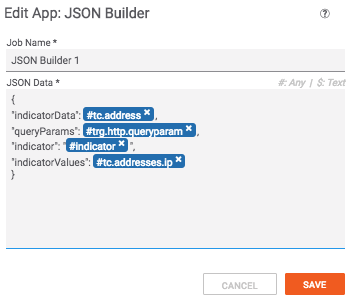 Edit App: JSON Builder
Job Name *
JSON Builder 1
JSON Data * #: Any | $: Text
{
"indicatorData": #tc.address ✕,
"queryParams": #trg.http.queryparam ✕,
"indicator": "#indicator ✕",
"indicatorValues": #tc.addresses.ip ✕
}
CANCEL SAVE